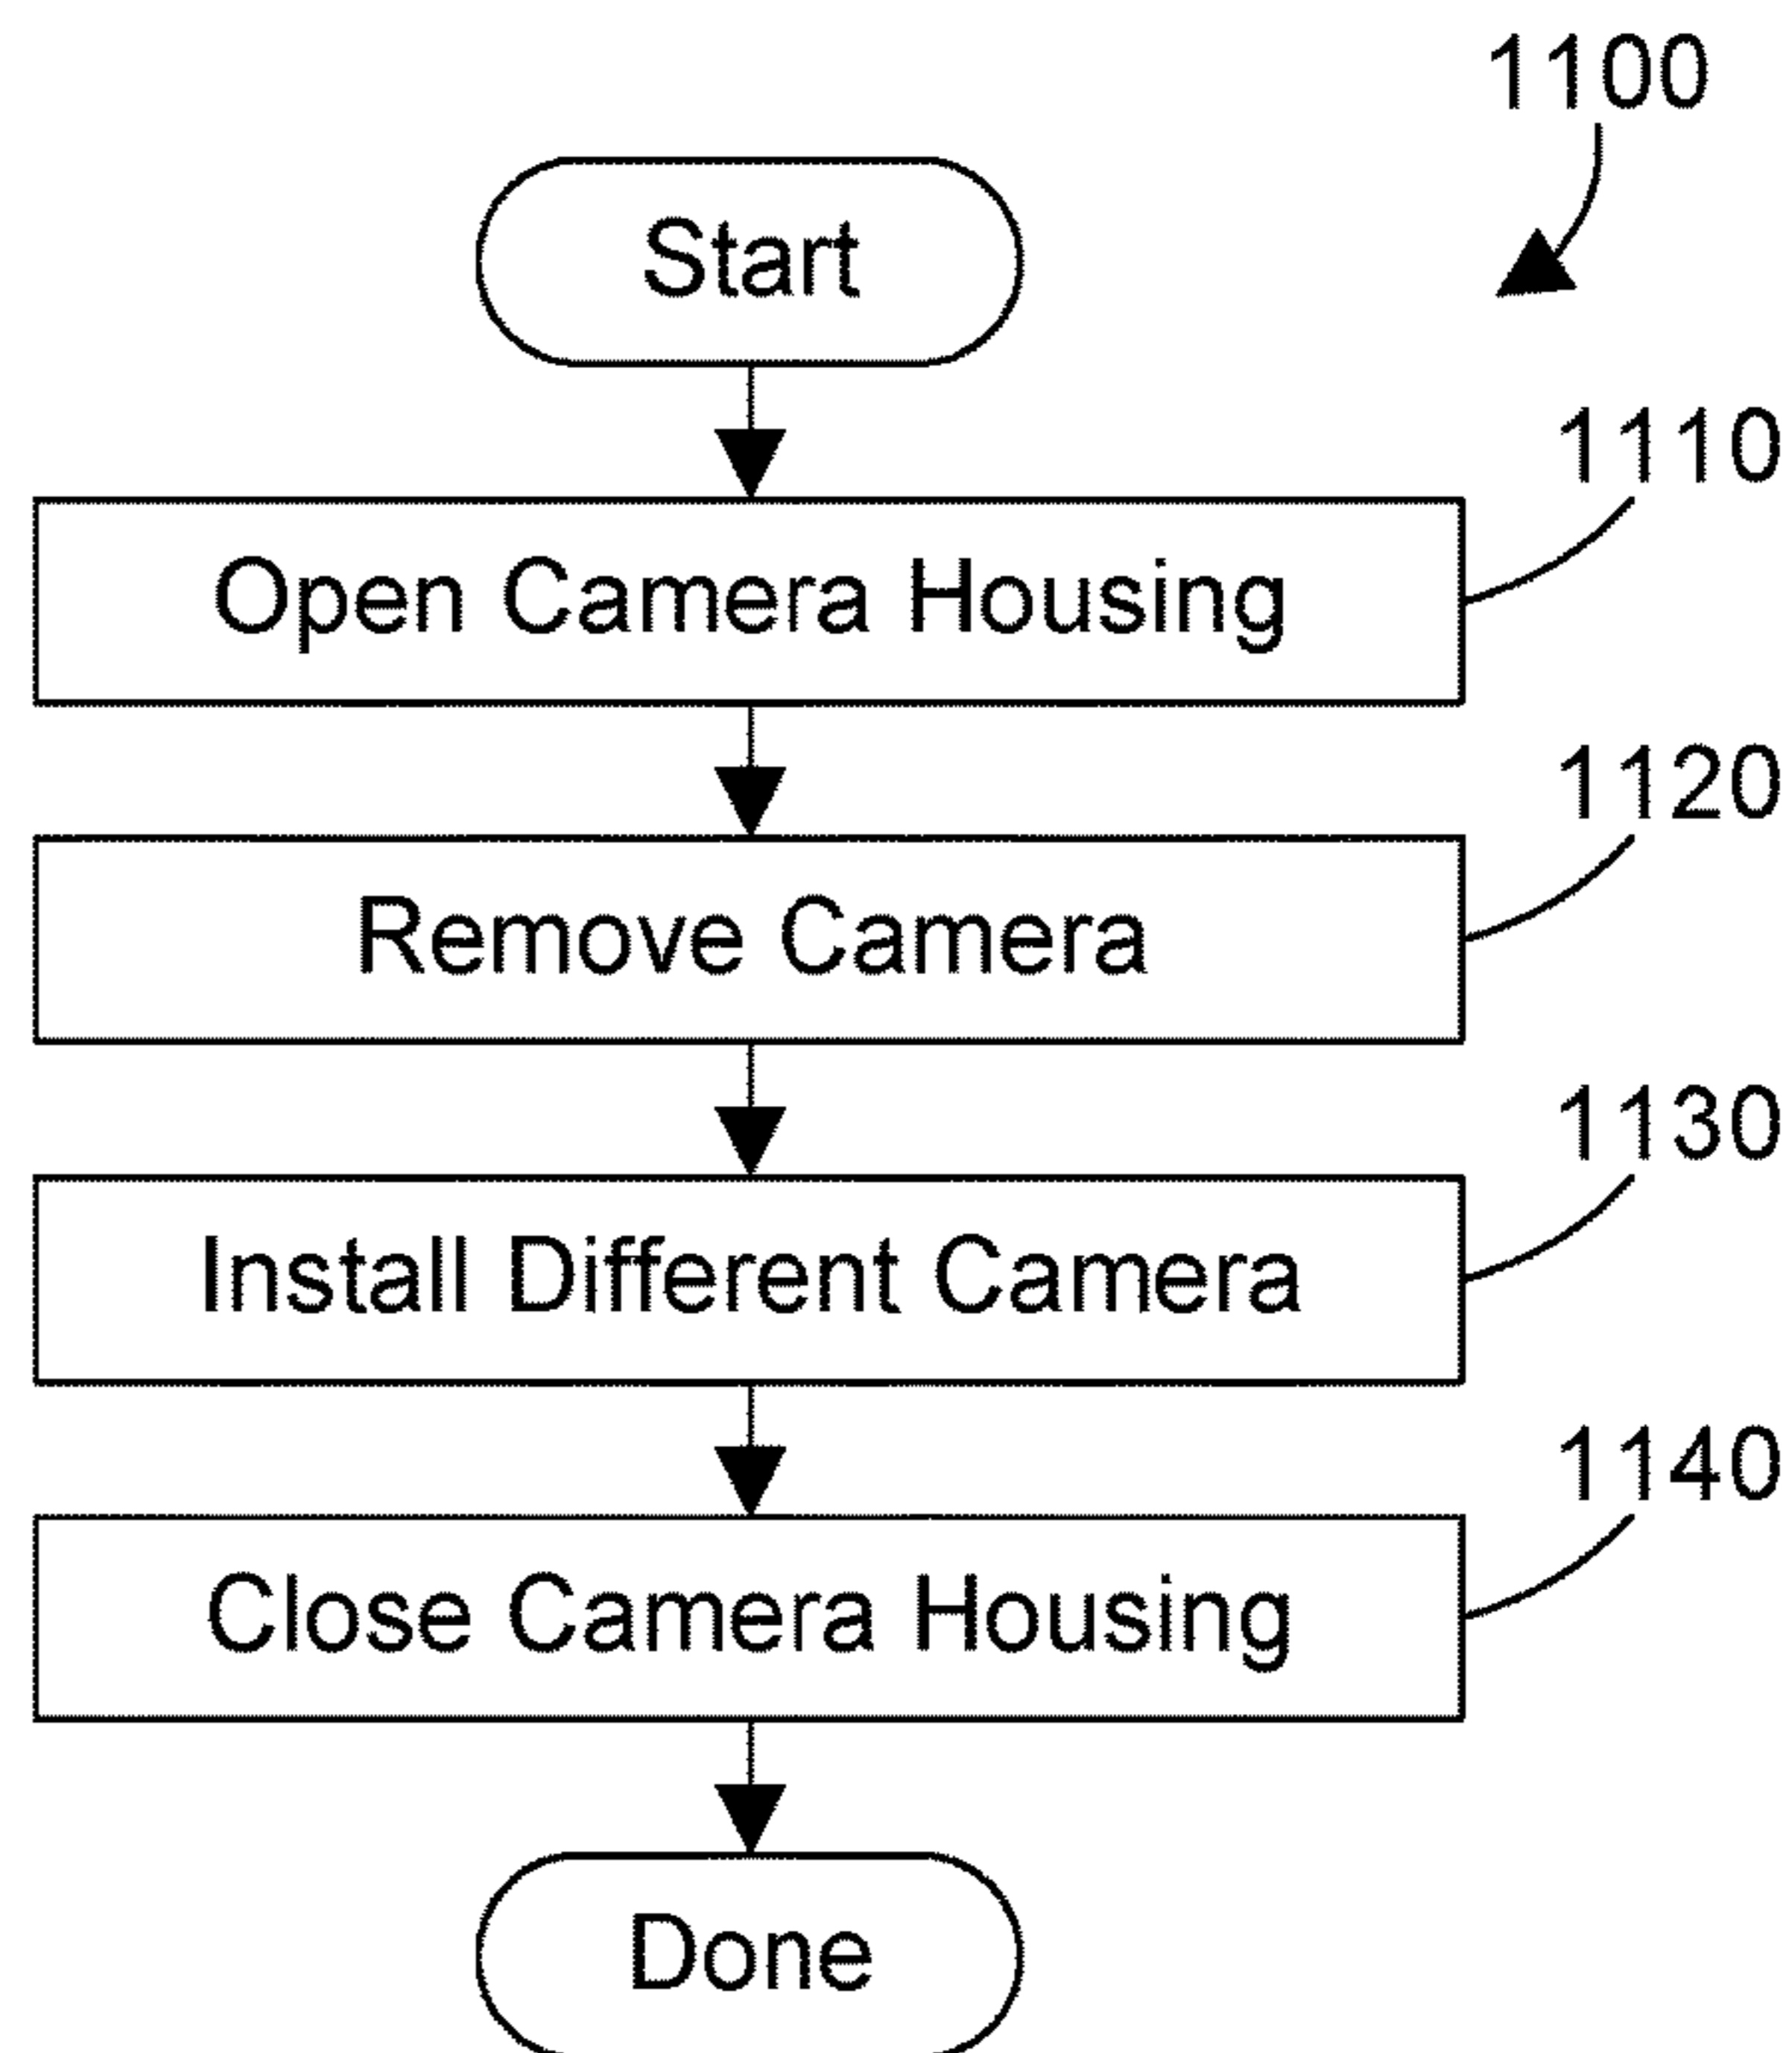 1100
Start
1110
Open Camera Housing
1120
Remove Camera
1130
Install Different Camera
1140
Close Camera Housing
Done